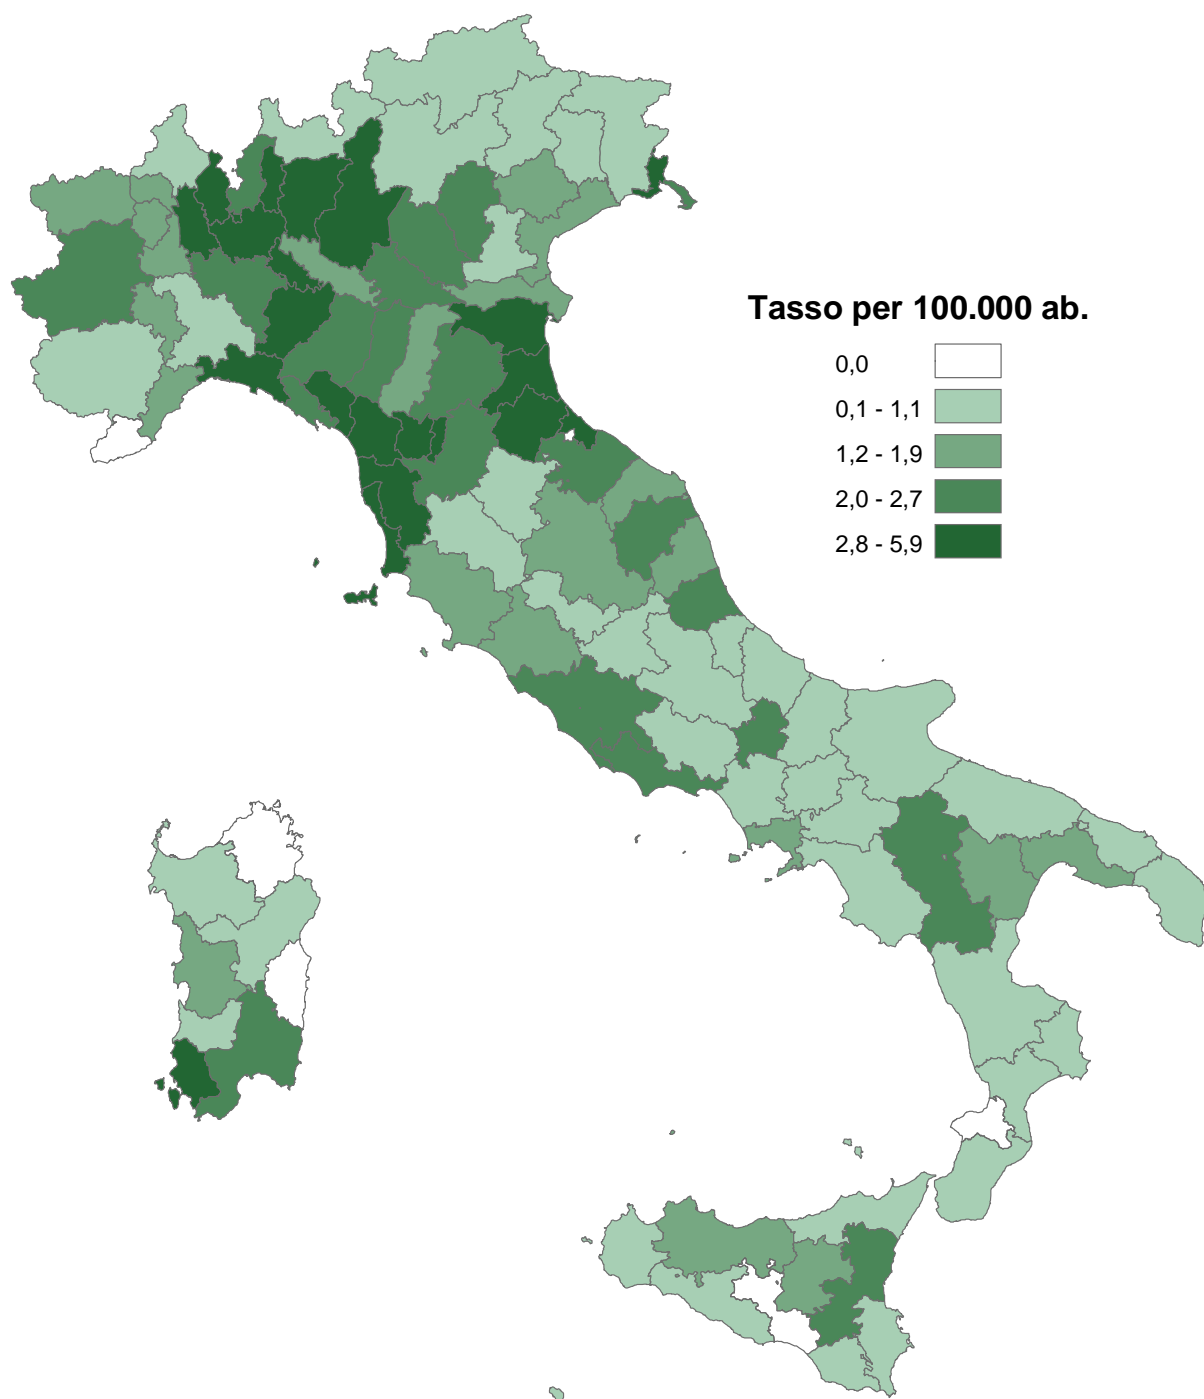 Tasso per 100.000 ab.
0,0
0,1 - 1,1
1,2 - 1,9
2,0 - 2,7
2,8 - 5,9